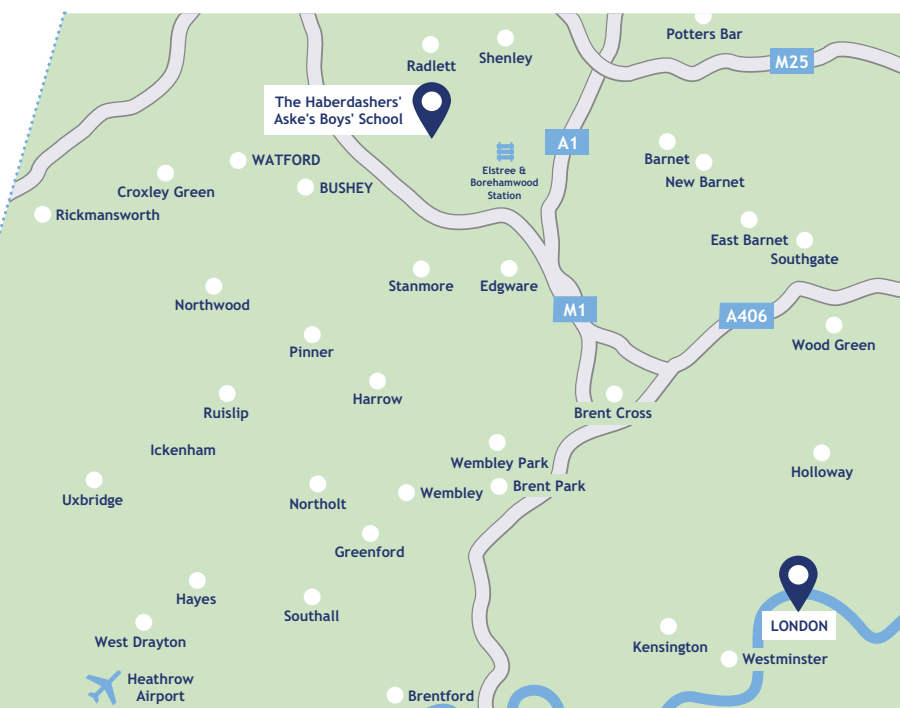 Potters Bar
Shenley
Radlett
M25
The Haberdashers'
Aske's Boys' School
A1
Barnet
WATFORD
Elstree &
Borehamwood
Station
New Barnet
BUSHEY
Croxley Green
Rickmansworth
East Barnet
Southgate
Stanmore
Edgware
Northwood
M1
A406
Wood Green
Pinner
Harrow
Ruislip
Brent Cross
Ickenham
Wembley Park
Holloway
Brent Park
Wembley
Uxbridge
Northolt
Greenford
Hayes
Southall
LONDON
West Drayton
Kensington
Westminster
Heathrow
Airport
Brentford